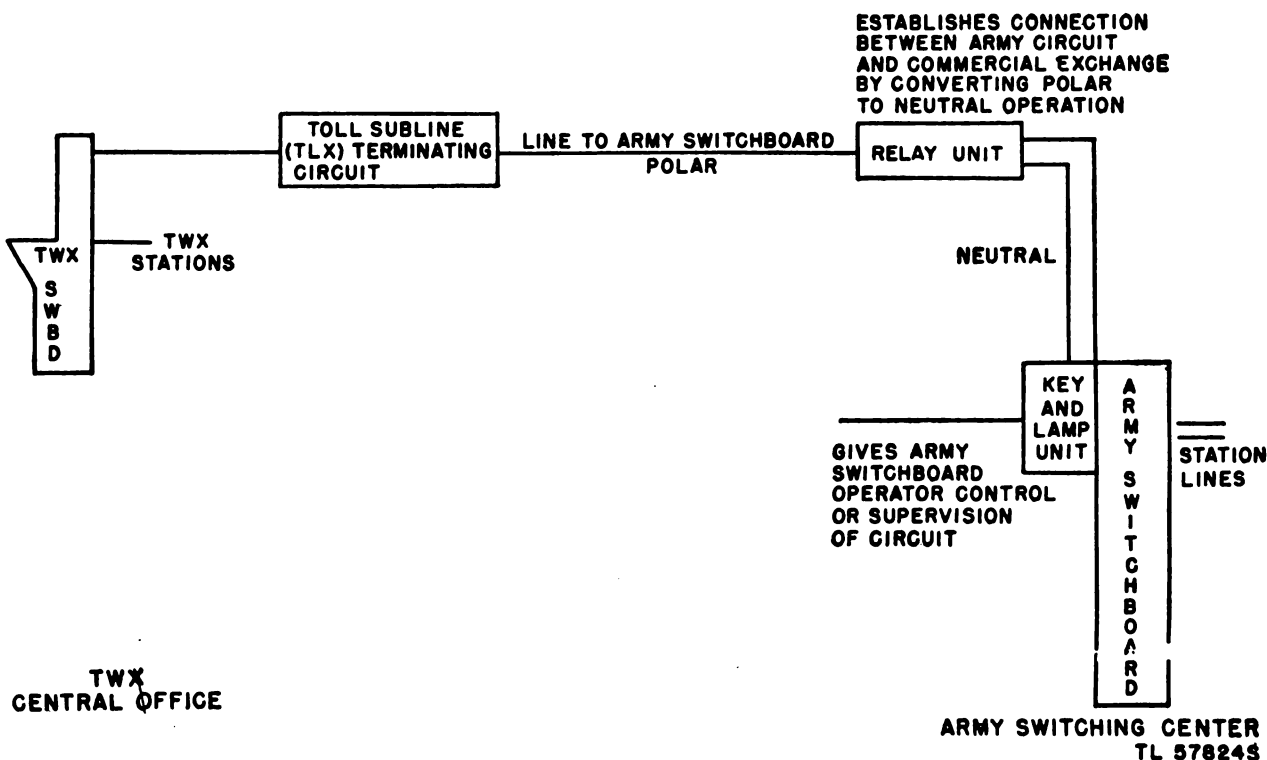 ESTABLISHES CONNECTION
BETWEEN ARMY CIRCUIT
AND COMMERCIAL EXCHANGE
BY CONVERTING POLAR
TO NEUTRAL OPERATION
TOLL SUBLINE
(TLX) TERMINATING
CIRCUIT
LINE TO ARMY SWITCHBOARD
POLAR
RELAY UNIT
TWX
SWBD
TWX
STATIONS
NEUTRAL
KEY
AND
LAMP
UNIT
ARMY SWITCHBOARD
STATION
LINES
GIVES ARMY
SWITCHBOARD
OPERATOR CONTROL
OR SUPERVISION
OF CIRCUIT
TWX
CENTRAL OFFICE
ARMY SWITCHING CENTER
TL 57824S